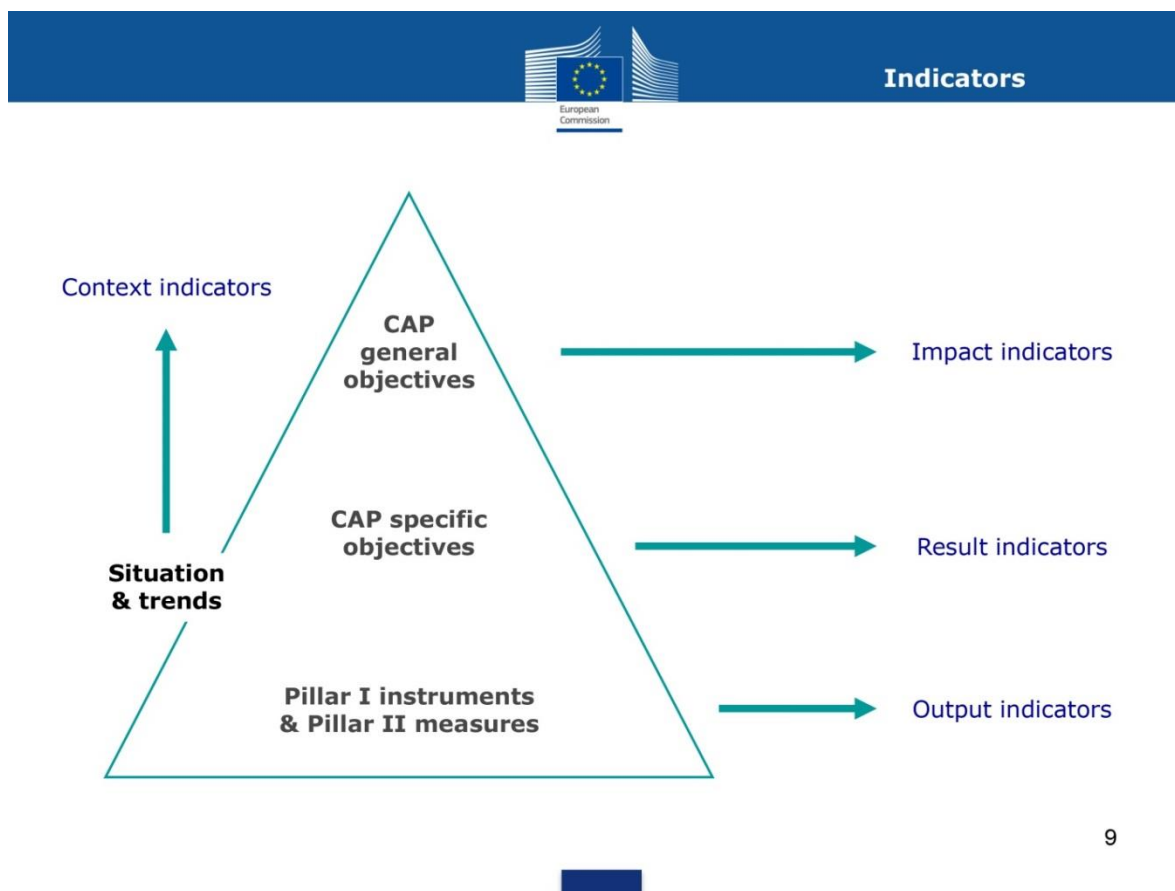 Indicators
European
Commission
Context indicators
CAP
general
objectives
Impact indicators
CAP specific
objectives
Result indicators
Situation
& trends
Pillar I instruments
& Pillar II measures
Output indicators
9